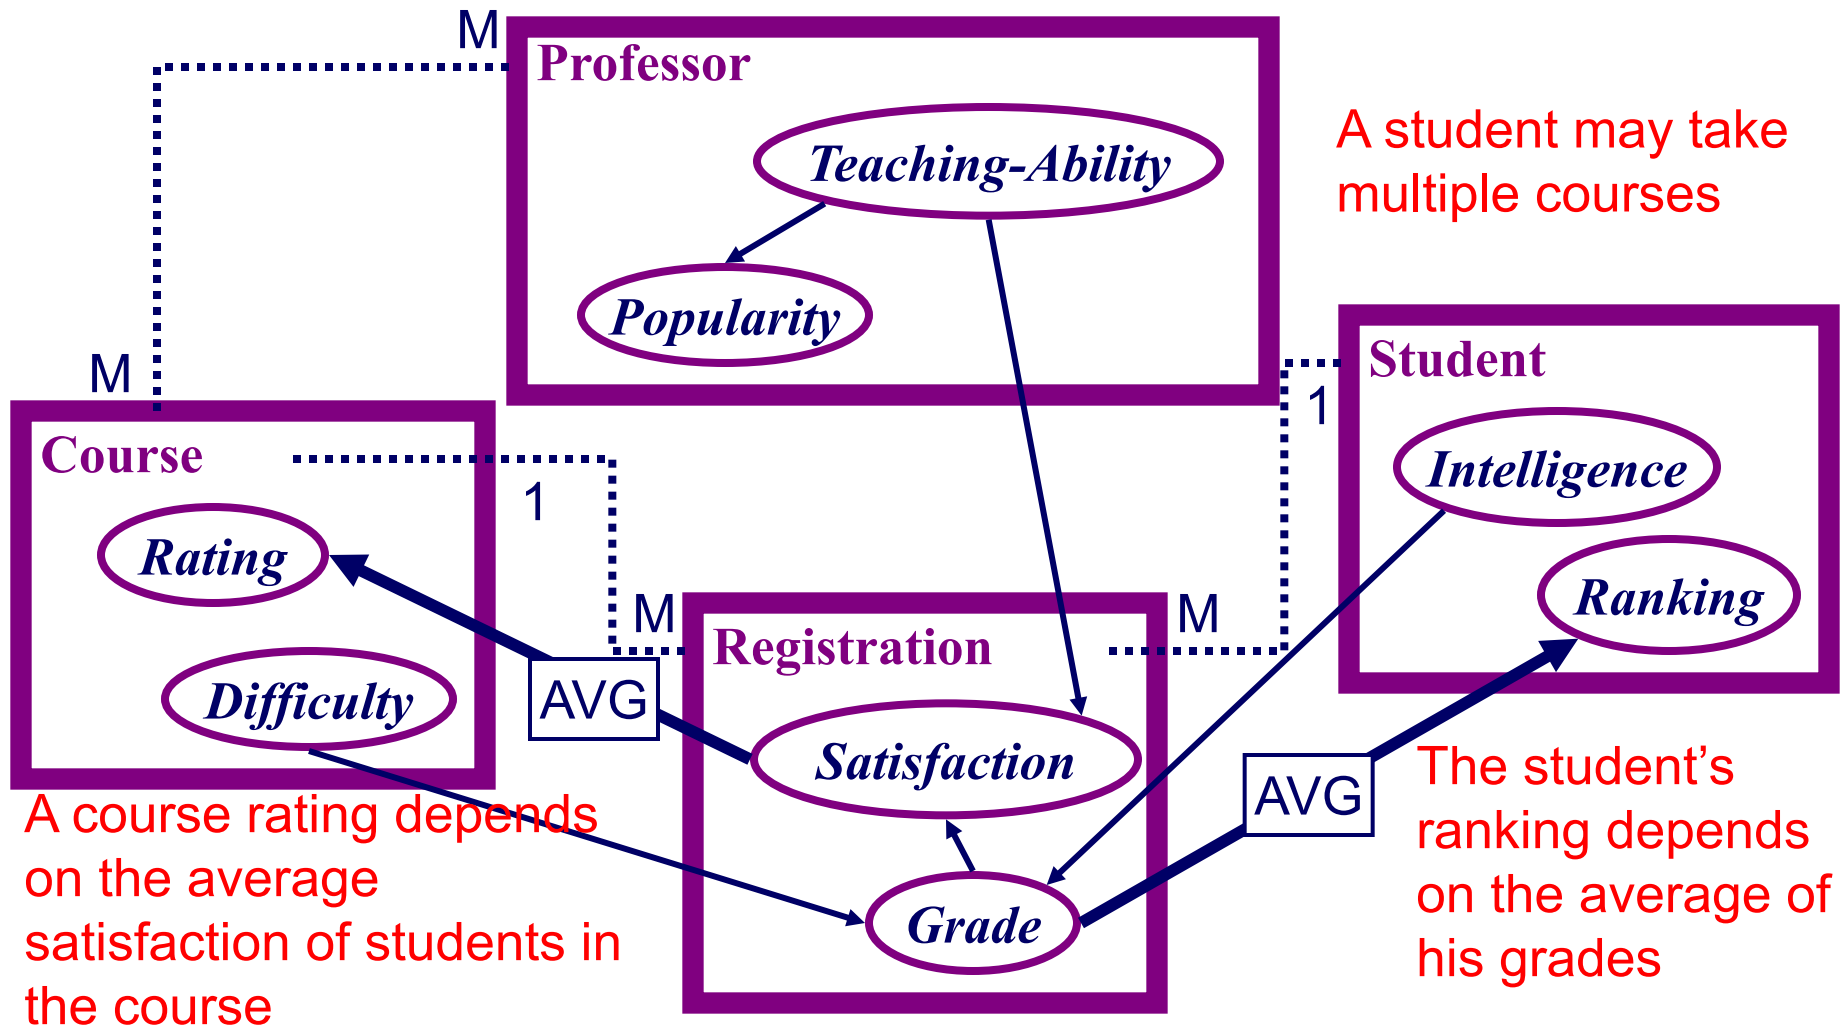 M
Professor
Teaching-Ability
A student may take
multiple courses
Popularity
M
Student
1
Course
Intelligence
1
Rating
Ranking
M
M
Registration
Difficulty
AVG
Satisfaction
AVG
The student’s
ranking depends
on the average of
his grades
A course rating depends
on the average
satisfaction of students in
the course
Grade